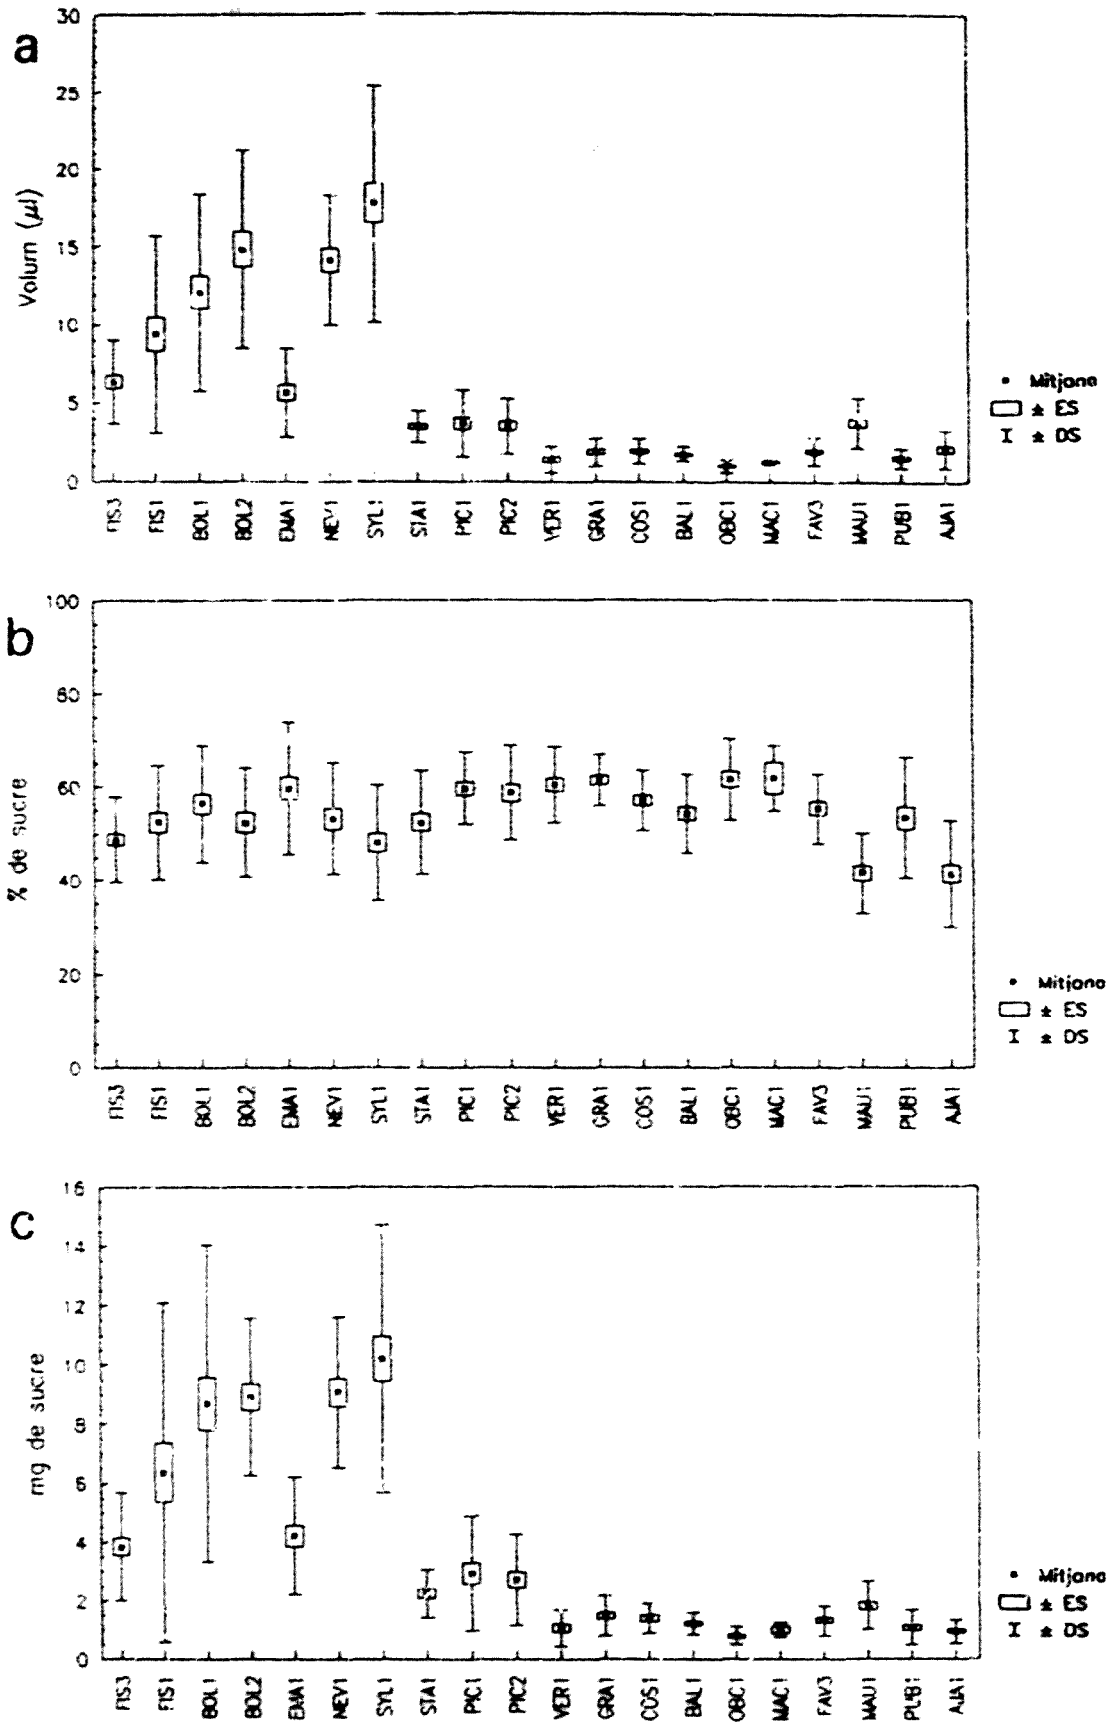 a
30
25
20
15
10
5
0
Volum (µl)
FIS3 FIS1 BOL1 BOL2 EMA1 NEV1 SYL1 STA1 PIC1 PIC2 VER1 GRA1 COS1 BAL1 OBC1 MAC1 FAV3 MAU1 PUB1 AJA1
Mitjana
± ES
± DS
b
100
80
60
40
20
0
% de sucre
FIS3 FIS1 BOL1 BOL2 EMA1 NEV1 SYL1 STA1 PIC1 PIC2 VER1 GRA1 COS1 BAL1 OBC1 MAC1 FAV3 MAU1 PUB1 AJA1
Mitjana
± ES
± DS
c
16
14
12
10
8
6
4
2
0
mg de sucre
FIS3 FIS1 BOL1 BOL2 EMA1 NEV1 SYL1 STA1 PIC1 PIC2 VER1 GRA1 COS1 BAL1 OBC1 MAC1 FAV3 MAU1 PUB1 AJA1
Mitjana
± ES
± DS